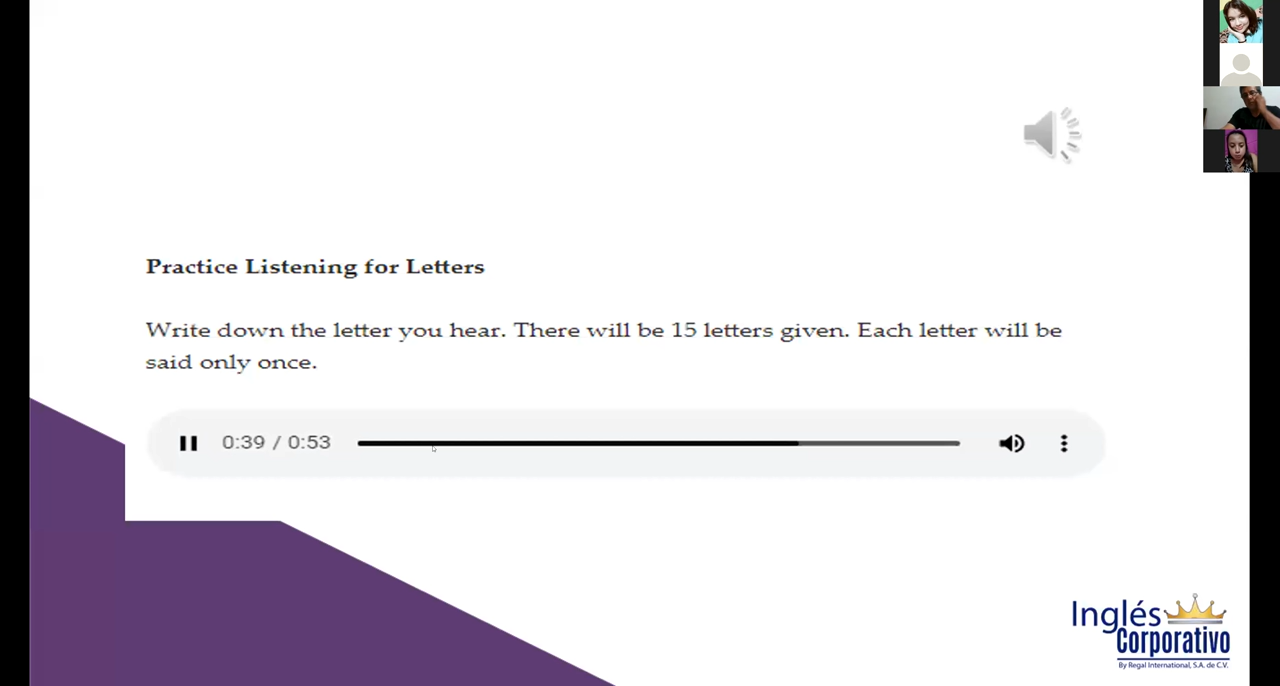 Practice Listening for Letters
Write down the letter you hear. There will be 15 letters given. Each letter will be
said only once.
0:39 / 0:53
Inglés
Corporativo
By Regal International, S.A. de C.V.